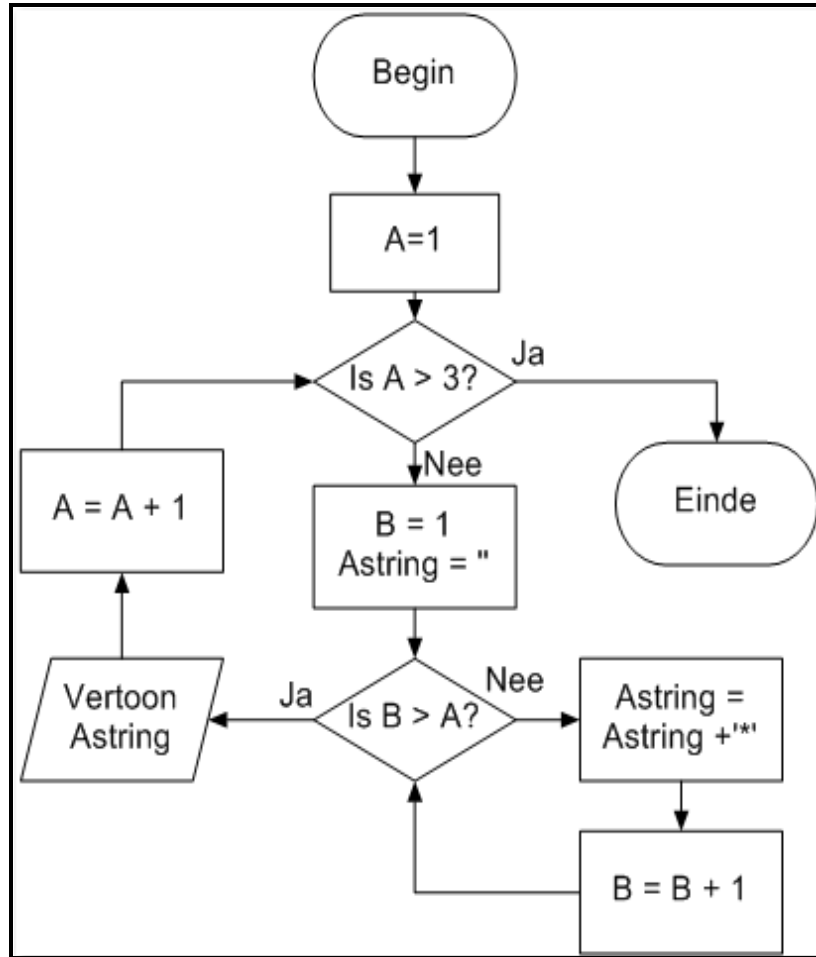 Begin
A=1
Is A > 3?
Ja
Nee
Einde
A = A + 1
B = 1
Astring = ''
Is B > A?
Ja
Nee
Vertoon
Astring
Astring =
Astring +'*'
B = B + 1